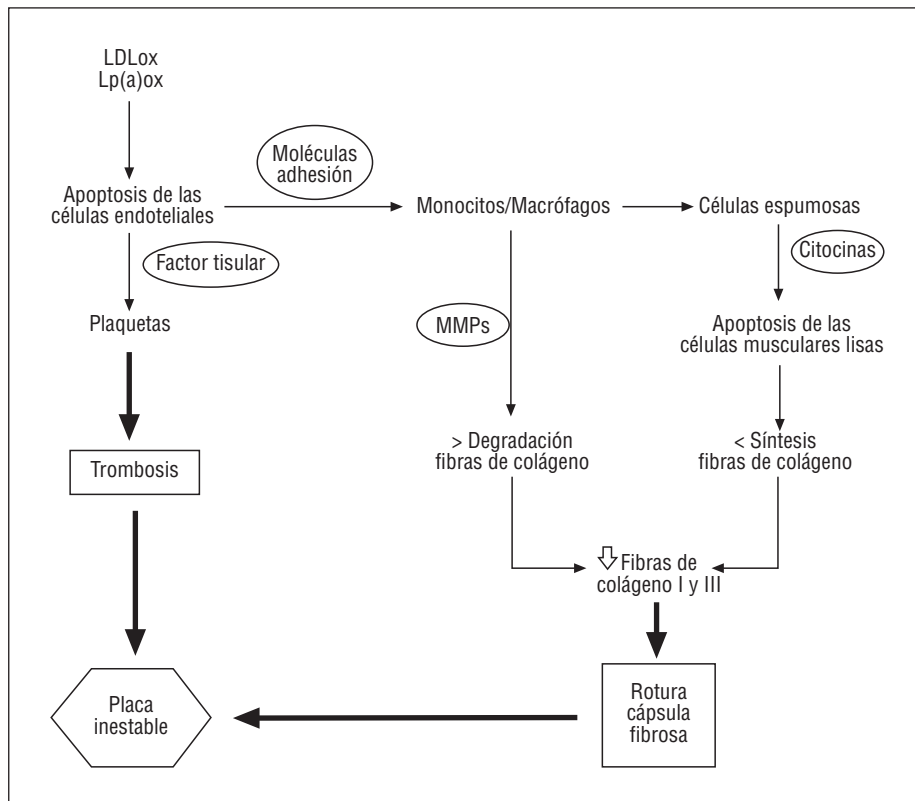 LDLox
Lp(a)ox
Moléculas
adhesión
Apoptosis de las
células endoteliales
Monocitos/Macrófagos
Células espumosas
Factor tisular
Citocinas
Plaquetas
MMPs
Apoptosis de las
células musculares lisas
> Degradación
fibras de colágeno
< Síntesis
fibras de colágeno
Trombosis
Fibras de
colágeno I y III
Placa
inestable
Rotura
cápsula
fibrosa